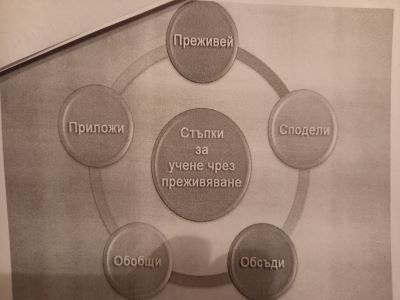 Преживей
Сподели
Обсъди
Обобщи
Приложи
Стъпки
за
учене чрез
преживяване